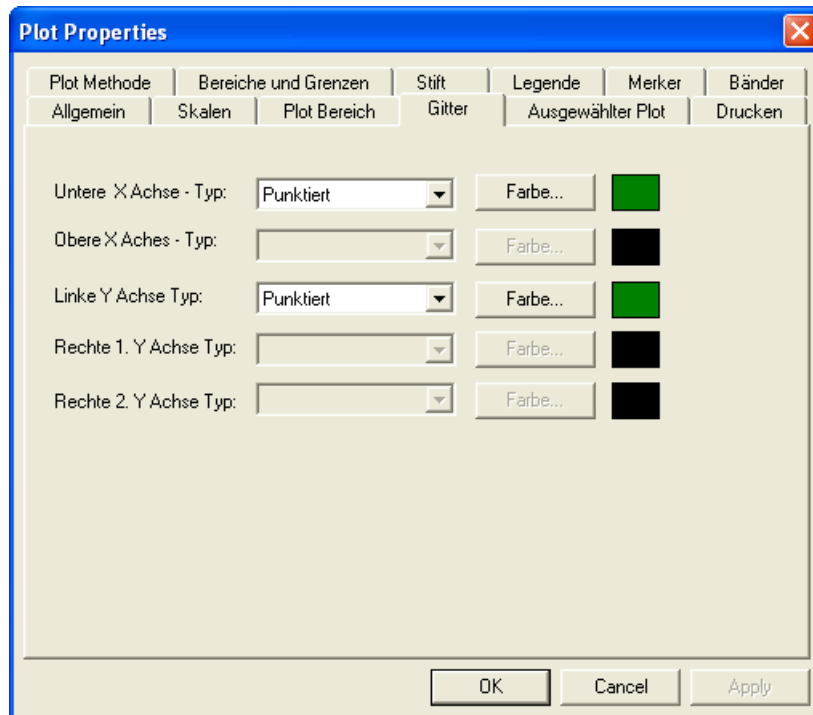 Plot Properties
Plot Methode Bereiche und Grenzen Stift Legende Merker Bänder
Allgemein Skalen Plot Bereich Gitter Ausgewählter Plot Drucken
Untere X Achse - Typ: Punktiert Farbe...
Obere X Aches - Typ: Farbe...
Linke Y Achse Typ: Punktiert Farbe...
Rechte 1. Y Achse Typ: Farbe...
Rechte 2. Y Achse Typ: Farbe...
OK Cancel Apply